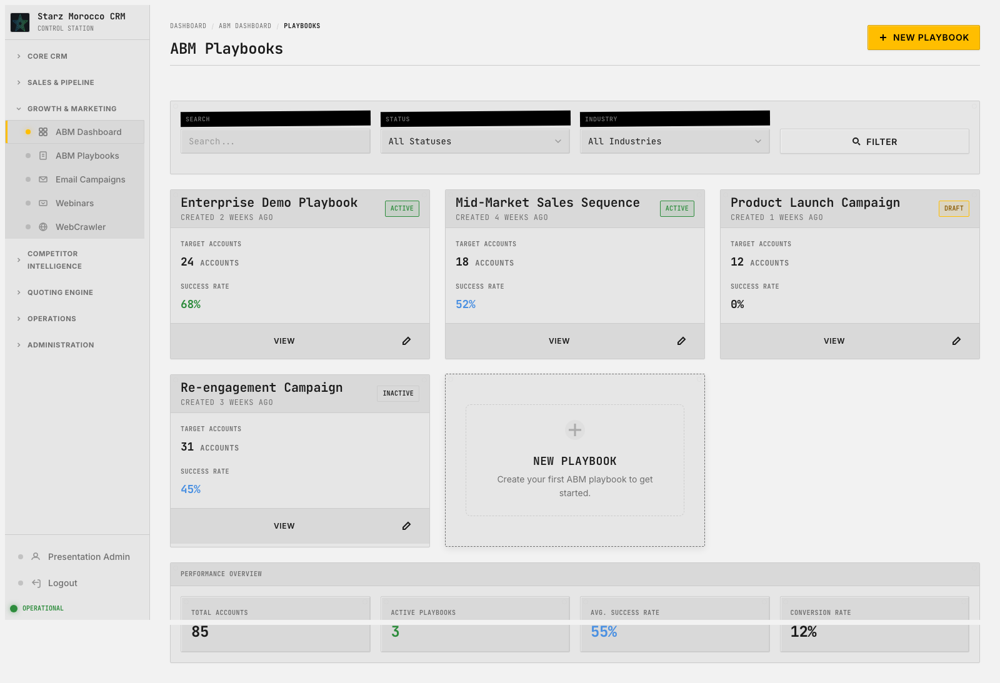 Starz Morocco CRM
CONTROL STATION
CORE CRM
SALES & PIPELINE
GROWTH & MARKETING
ABM Dashboard
ABM Playbooks
Email Campaigns
Webinars
WebCrawler
COMPETITOR
INTELLIGENCE
QUOTING ENGINE
OPERATIONS
ADMINISTRATION
Presentation Admin
Logout
OPERATIONAL
DASHBOARD / ABM DASHBOARD / PLAYBOOKS
ABM Playbooks
NEW PLAYBOOK
SEARCH
Search...
STATUS
All Statuses
INDUSTRY
All Industries
FILTER
Enterprise Demo Playbook
CREATED 2 WEEKS AGO
ACTIVE
TARGET ACCOUNTS
24 ACCOUNTS
SUCCESS RATE
68%
VIEW
Mid-Market Sales Sequence
CREATED 4 WEEKS AGO
ACTIVE
TARGET ACCOUNTS
18 ACCOUNTS
SUCCESS RATE
52%
VIEW
Product Launch Campaign
CREATED 1 WEEKS AGO
DRAFT
TARGET ACCOUNTS
12 ACCOUNTS
SUCCESS RATE
0%
VIEW
Re-engagement Campaign
CREATED 3 WEEKS AGO
INACTIVE
TARGET ACCOUNTS
31 ACCOUNTS
SUCCESS RATE
45%
VIEW
NEW PLAYBOOK
Create your first ABM playbook to get
started.
PERFORMANCE OVERVIEW
TOTAL ACCOUNTS
85
ACTIVE PLAYBOOKS
3
AVG. SUCCESS RATE
55%
CONVERSION RATE
12%